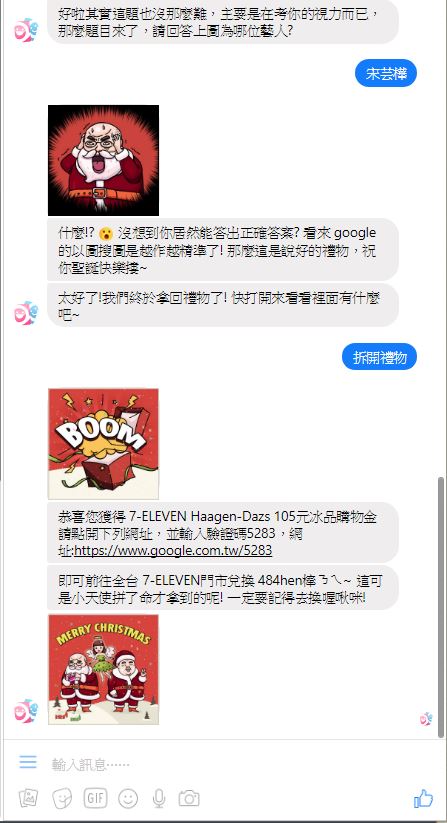 好啦其實這題也沒那麼難，主要是在考你的視力而已，
那麼題目來了，請回答上圖為哪位藝人?
宋芸樺
什麼!? 😮 沒想到你居然能答出正確答案? 看來 google
的以圖搜圖是越作越精準了! 那麼這是說好的禮物，祝
你聖誕快樂摟~
太好了!我們終於拿回禮物了! 快打開來看看裡面有什麼
吧~
拆開禮物
BOOM
恭喜您獲得 7-ELEVEN Haagen-Dazs 105元冰品購物金
請點開下列網址，並輸入驗證碼5283，網
址:https://www.google.com.tw/5283
即可前往全台 7-ELEVEN門市兌換 484hen棒ㄋㄟ~ 這可
是小天使拼了命才拿到的呢! 一定要記得去換喔啾咪!
MERRY CHRISTMAS
輸入訊息⋯⋯
GIF